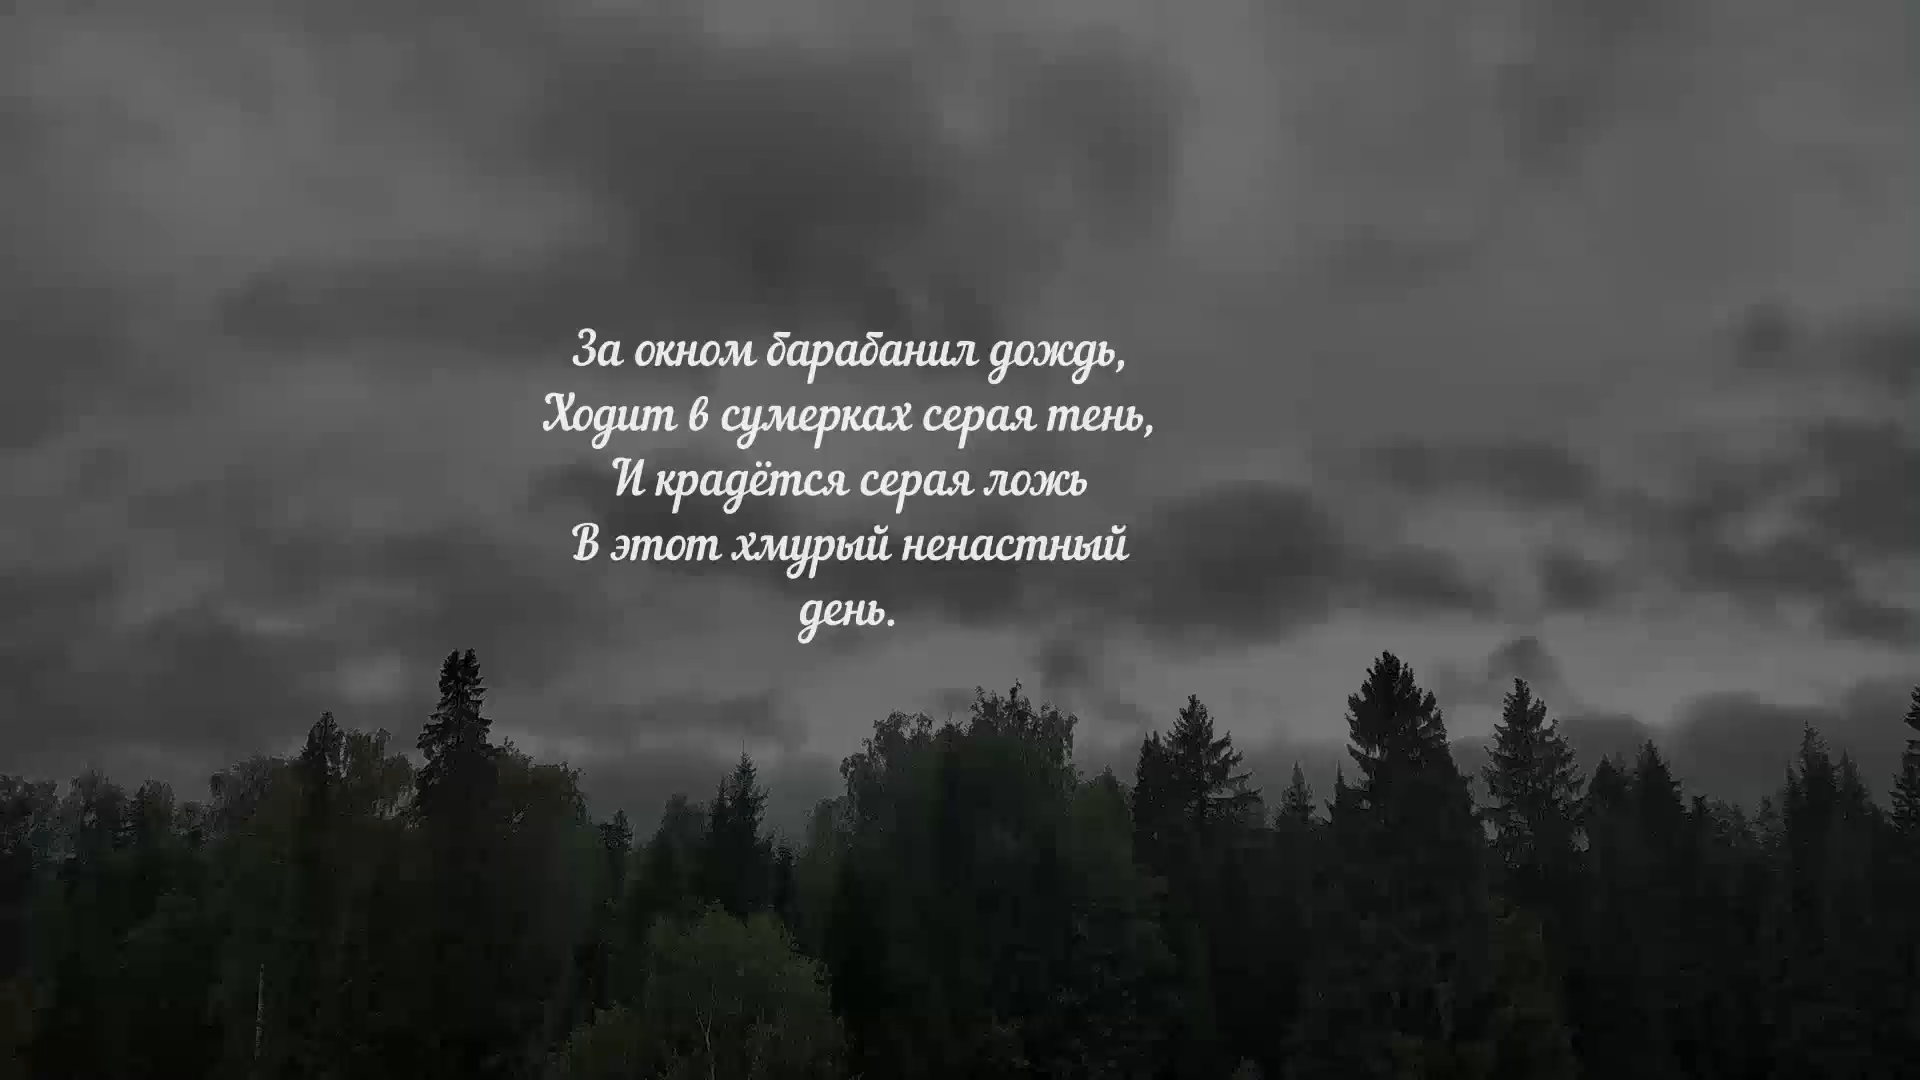 За окном барабанил дождь,
Ходит в сумерках серая тень,
И крадётся серая ложь
В этот хмурый ненастный
день.